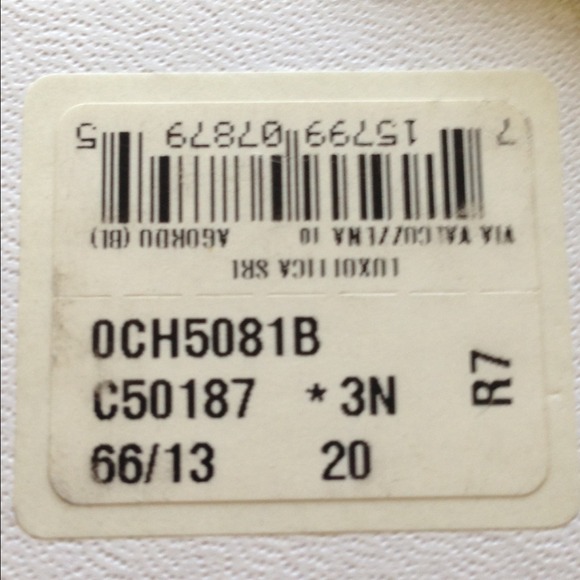 LUXOTTICA SRL
VIA VALCOZZENA 10 AGORDO (BL)
7 15799 07879 5
0CH5081B
C50187 * 3N
66/13 20
R7